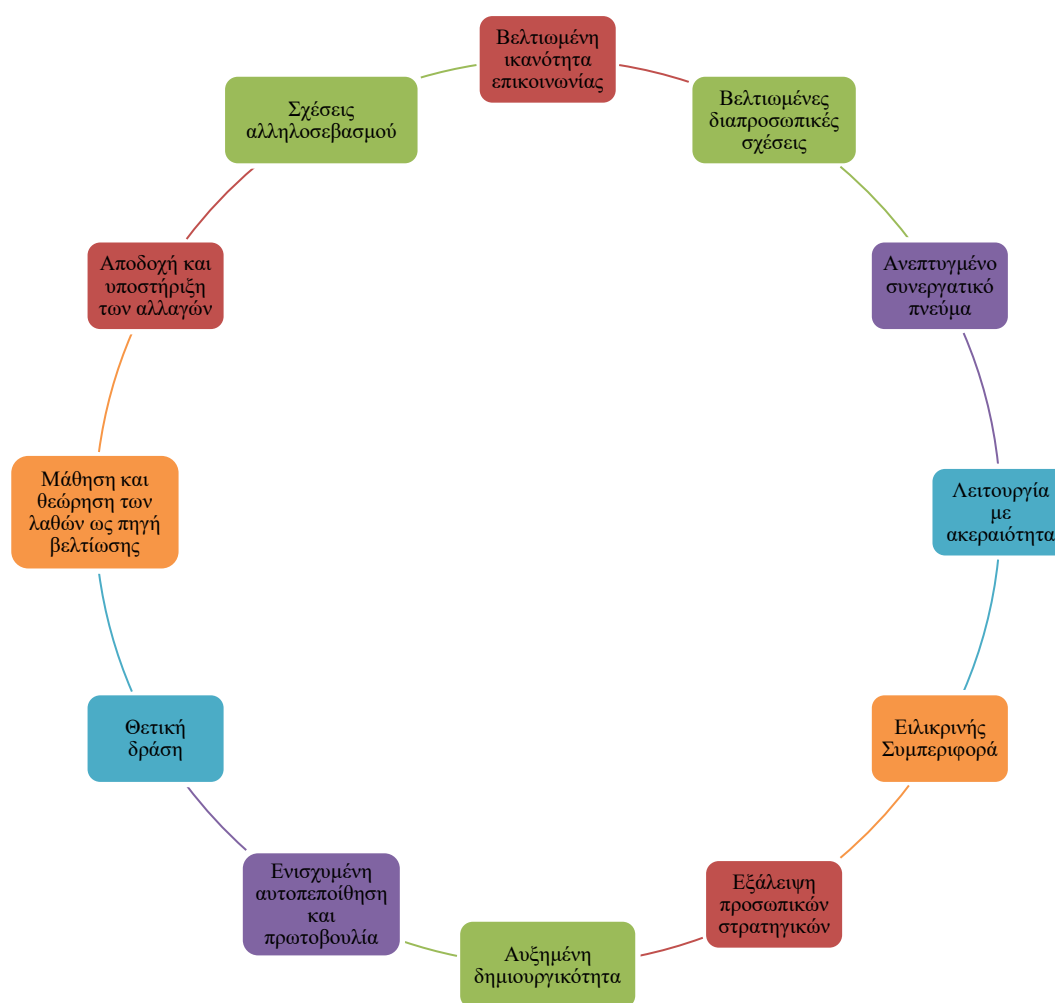 Βελτιωμένη
ικανότητα
επικοινωνίας
Βελτιωμένες
διαπροσωπικές
σχέσεις
Ανεπτυγμένο
συνεργατικό
πνεύμα
Λειτουργία
με
ακεραιότητα
Ειλικρινής
Συμπεριφορά
Εξάλειψη
προσωπικών
στρατηγικών
Αυξημένη
δημιουργικότητα
Ενισχυμένη
αυτοπεποίθηση
και
πρωτοβουλία
Θετική
δράση
Μάθηση και
θεώρηση των
λαθών ως πηγή
βελτίωσης
Αποδοχή και
υποστήριξη
των αλλαγών
Σχέσεις
αλληλοσεβασμού